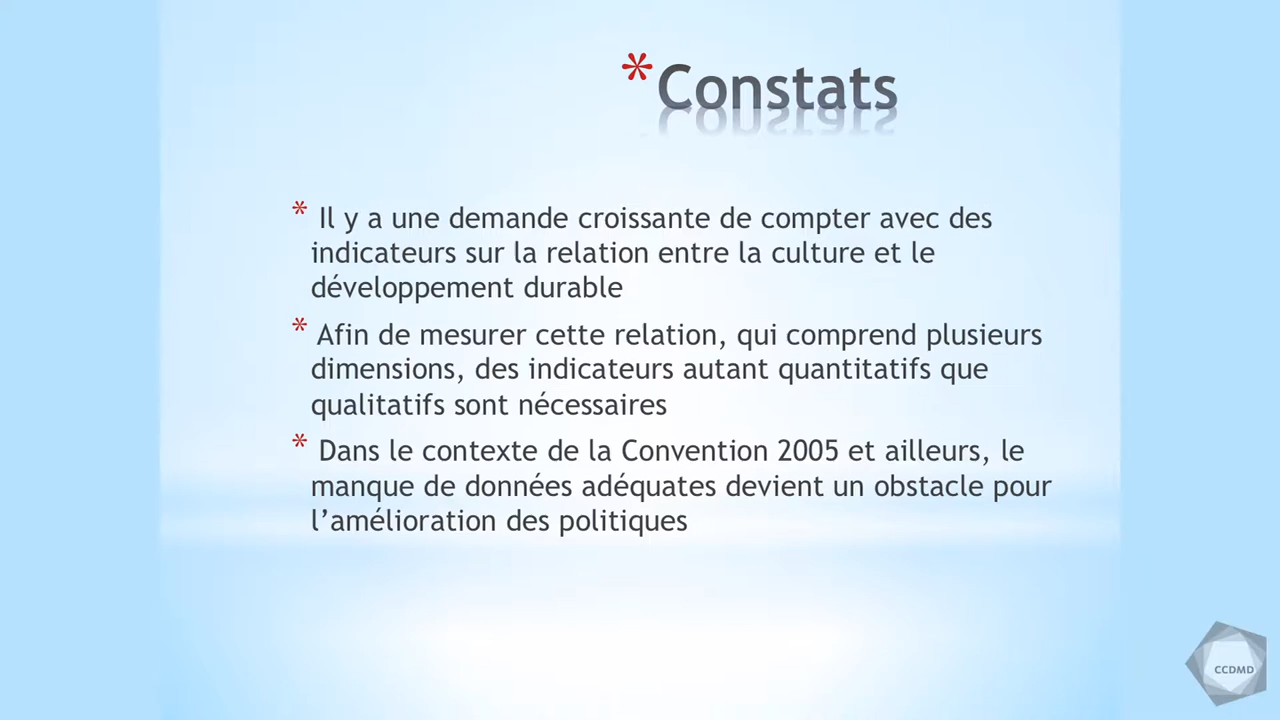 *Constats
* Il y a une demande croissante de compter avec des
indicateurs sur la relation entre la culture et le
développement durable
* Afin de mesurer cette relation, qui comprend plusieurs
dimensions, des indicateurs autant quantitatifs que
qualitatifs sont nécessaires
* Dans le contexte de la Convention 2005 et ailleurs, le
manque de données adéquates devient un obstacle pour
l’amélioration des politiques
CCDMD